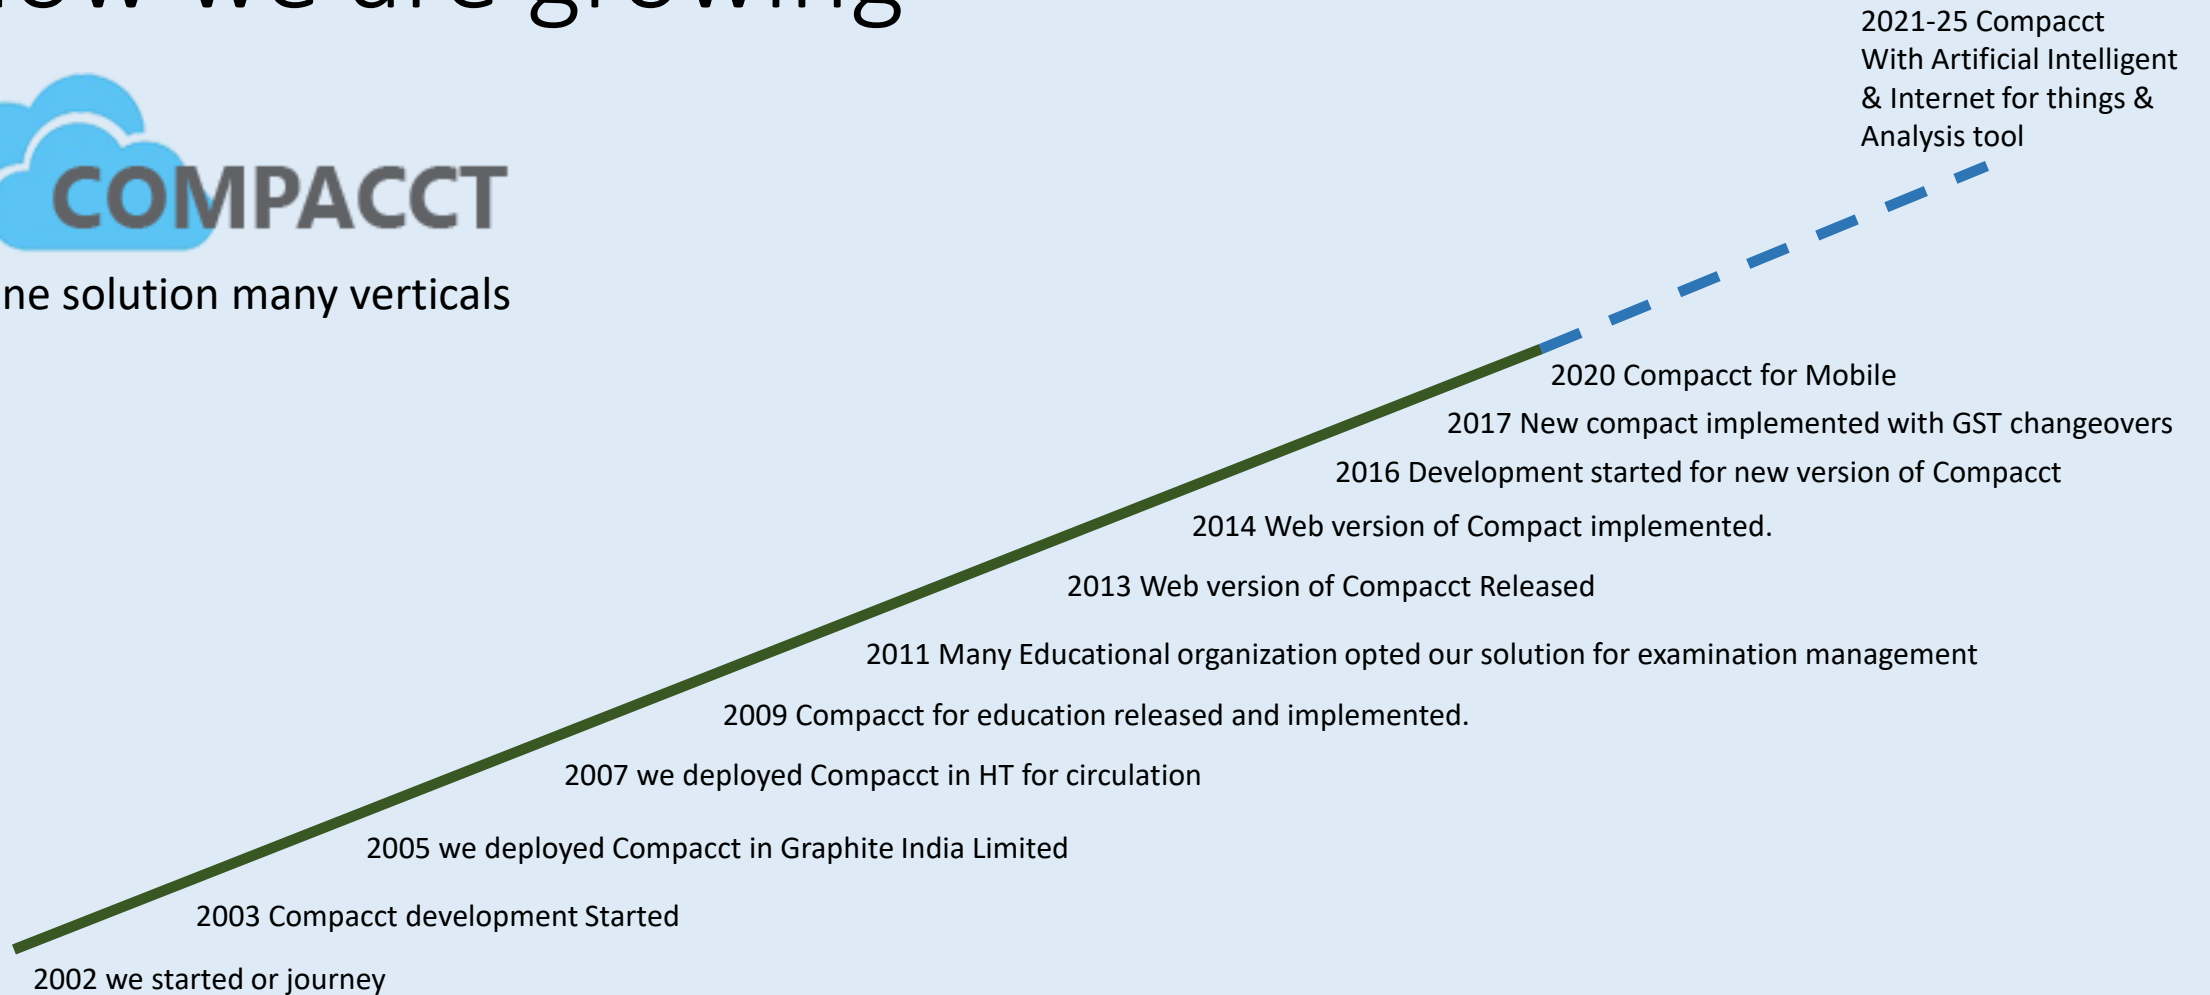 ow we are growing
2021-25 Compacct
With Artificial Intelligent
& Internet for things &
Analysis tool
COMPACCT
ne solution many verticals
2020 Compacct for Mobile
2017 New compact implemented with GST changeovers
2016 Development started for new version of Compacct
2014 Web version of Compact implemented.
2013 Web version of Compacct Released
2011 Many Educational organization opted our solution for examination management
2009 Compacct for education released and implemented.
2007 we deployed Compacct in HT for circulation
2005 we deployed Compacct in Graphite India Limited
2003 Compacct development Started
2002 we started or journey